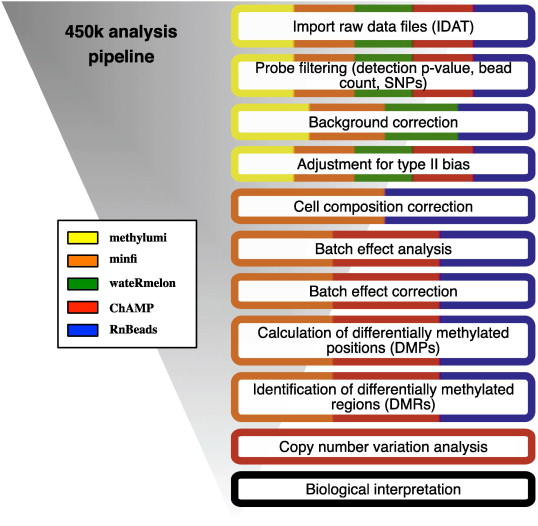 450k analysis
pipeline
Import raw data files (IDAT)
Probe filtering (detection p-value, bead
count, SNPs)
Background correction
Adjustment for type II bias
Cell composition correction
Batch effect analysis
Batch effect correction
Calculation of differentially methylated
positions (DMPs)
Identification of differentially methylated
regions (DMRs)
Copy number variation analysis
Biological interpretation
methylumi
minfi
wateRmelon
ChAMP
RnBeads